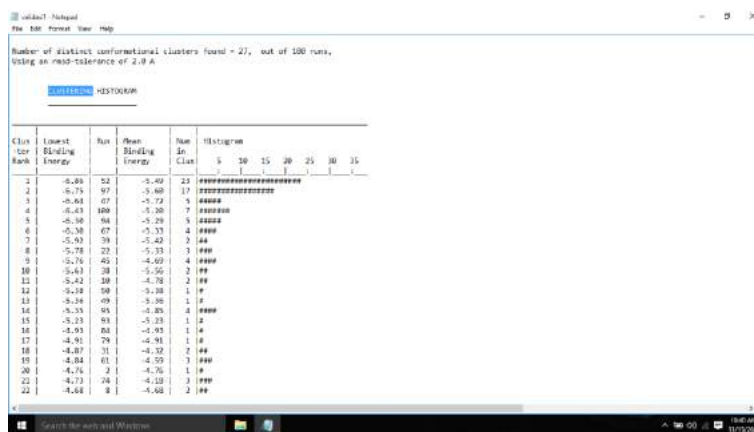 File Edit Format View Help
Number of distinct conformational clusters found = 27, out of 100 runs,
Using an rmsd-tolerance of 2.0 A
CLUSTERING HISTOGRAM
Clus | Lowest | Run | Mean | Num | Histogram
-ter | Binding | | Binding | in |
Rank | Energy | | Energy | Clus| 5 10 15 20 25 30 35
1 | 52 | -5.49 | 23 |#######################
2 | -6.75 | 97 | -5.60 | 17 |#################
3 | 47 | -5.72 | 5 |#####
4 | -6.43 | 100 | -5.20 | 7 |#######
5 | -6.30 | 94 | -5.29 | 5 |#####
6 | -6.30 | 67 | -5.33 | 4 |####
7 | -5.92 | 39 | -5.42 | 2 |##
8 | -5.78 | 22 | -5.33 | 3 |###
9 | -5.76 | 45 | -4.69 | 4 |####
10 | -5.63 | 38 | -5.56 | 2 |##
11 | -5.42 | 10 | -4.78 | 2 |##
12 | -5.38 | 50 | -5.38 | 1 |#
13 | -5.36 | 49 | -5.36 | 1 |#
14 | -5.35 | 95 | -4.85 | 4 |####
15 | -5.23 | 93 | -5.23 | 1 |#
16 | -4.93 | 84 | -4.93 | 1 |#
17 | -4.91 | 79 | -4.91 | 1 |#
18 | -4.87 | 31 | -4.32 | 2 |##
19 | -4.84 | 61 | -4.59 | 3 |###
20 | -4.76 | 2 | -4.76 | 1 |#
21 | -4.73 | 74 | -4.18 | 3 |###
22 | -4.68 | 8 | -4.68 | 2 |##
Search the web and Windows